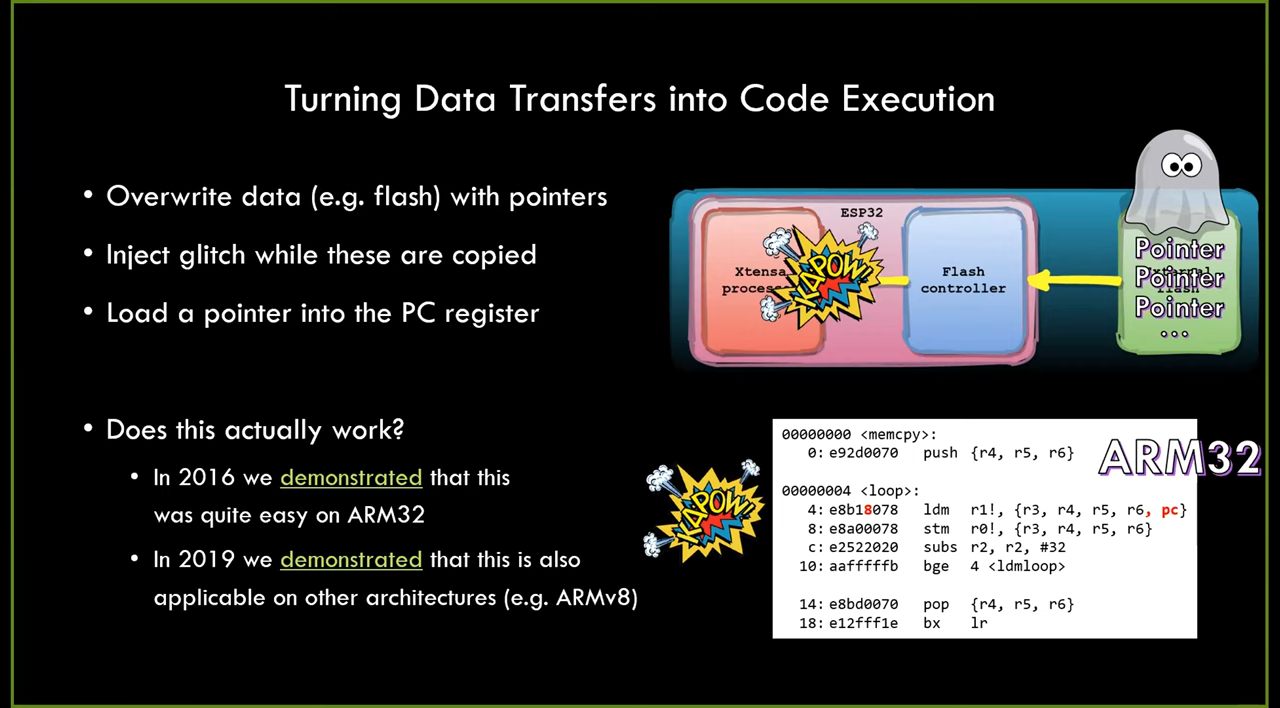 Turning Data Transfers into Code Execution
• Overwrite data (e.g. flash) with pointers
• Inject glitch while these are copied
• Load a pointer into the PC register
ESP32
Xtensa
KAPOW!
Flash
controller
Pointer
Pointer
Pointer
...
• Does this actually work?
• In 2016 we demonstrated that this
was quite easy on ARM32
• In 2019 we demonstrated that this is also
applicable on other architectures (e.g. ARMv8)
KAPOW!
ARM32
00000000 <memcpy>:
0: e92d0070 push {r4, r5, r6}
00000004 <loop>:
4: e8b18078 ldm r1!, {r3, r4, r5, r6, pc}
8: e8a00078 stm r0!, {r3, r4, r5, r6}
c: e2522020 subs r2, r2, #32
10: aafffffb bge 4 <ldmloop>
14: e8bd0070 pop {r4, r5, r6}
18: e12fff1e bx lr